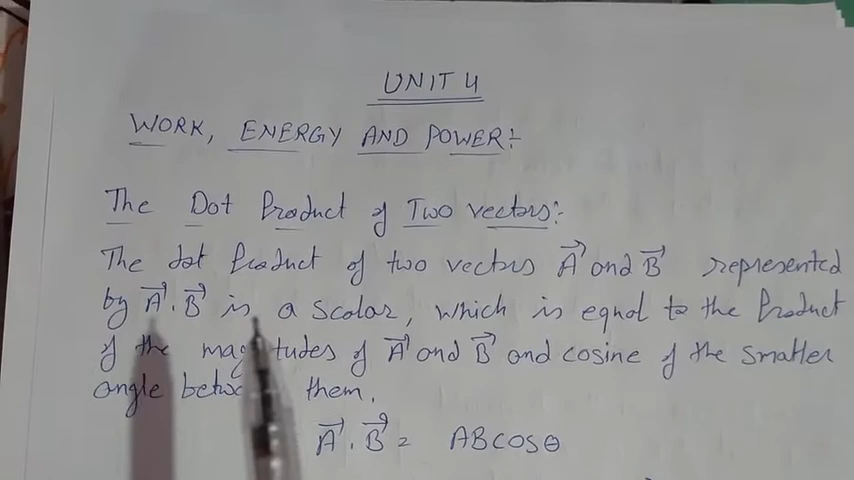 UNIT 4
WORK, ENERGY AND POWER:-
The Dot Product of Two vectors:-
The dot Product of two vectors A⃗ and B⃗ represented
by A⃗ . B⃗ is a scalar, which is equal to the Product
of the magnitudes of A⃗ and B⃗ and cosine of the smaller
angle between them.
A⃗ . B⃗ = ABCOSθ